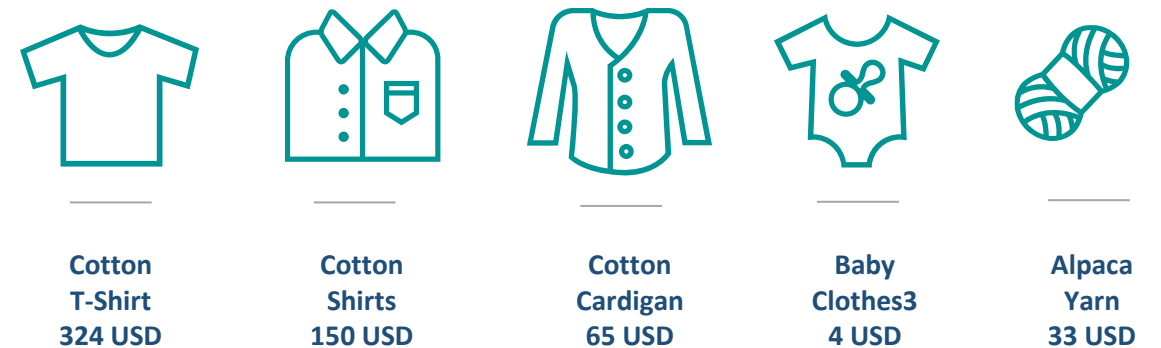 Cotton
T-Shirt
324 USD
Cotton
Shirts
150 USD
Cotton
Cardigan
65 USD
Baby
Clothes3
4 USD
Alpaca
Yarn
33 USD